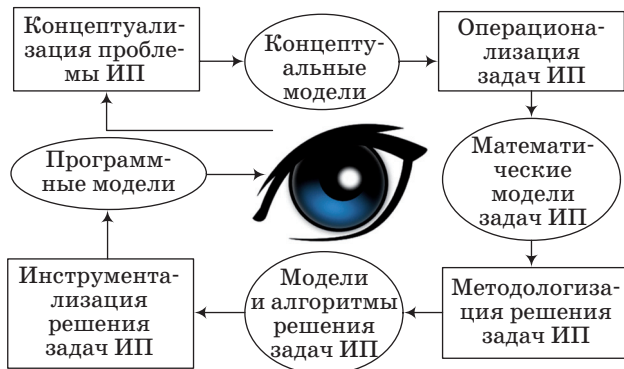 Концептуали-
зация пробле-
мы ИП
Концепту-
альные
модели
Операциона-
лизация
задач ИП
Программ-
ные модели
Математи-
ческие
модели
задач ИП
Инструмента-
лизация
решения
задач ИП
Модели
и алгоритмы
решения
задач ИП
Методологиза-
ция решения
задач ИП